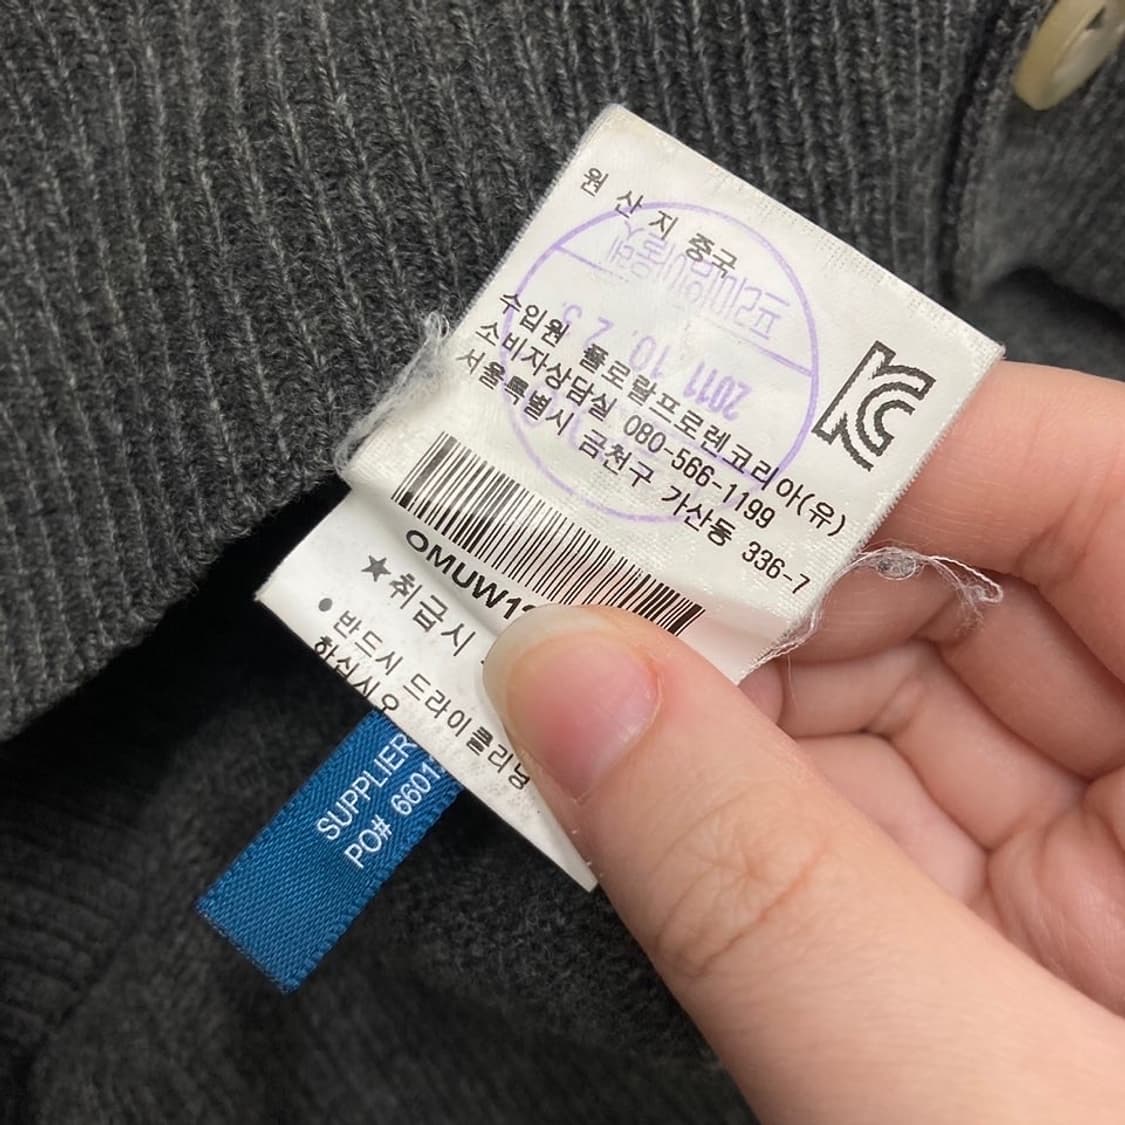 원 산 지 중국
수입원 폴로랄프로렌코리아(유)
소비자상담실 080-566-1199
서울특별시 금천구 가산동 336-7
OMUW1
★취급시
• 반드시 드라이클리닝
하십시오
SUPPLIER
PO# 6601
2011. 10. 2